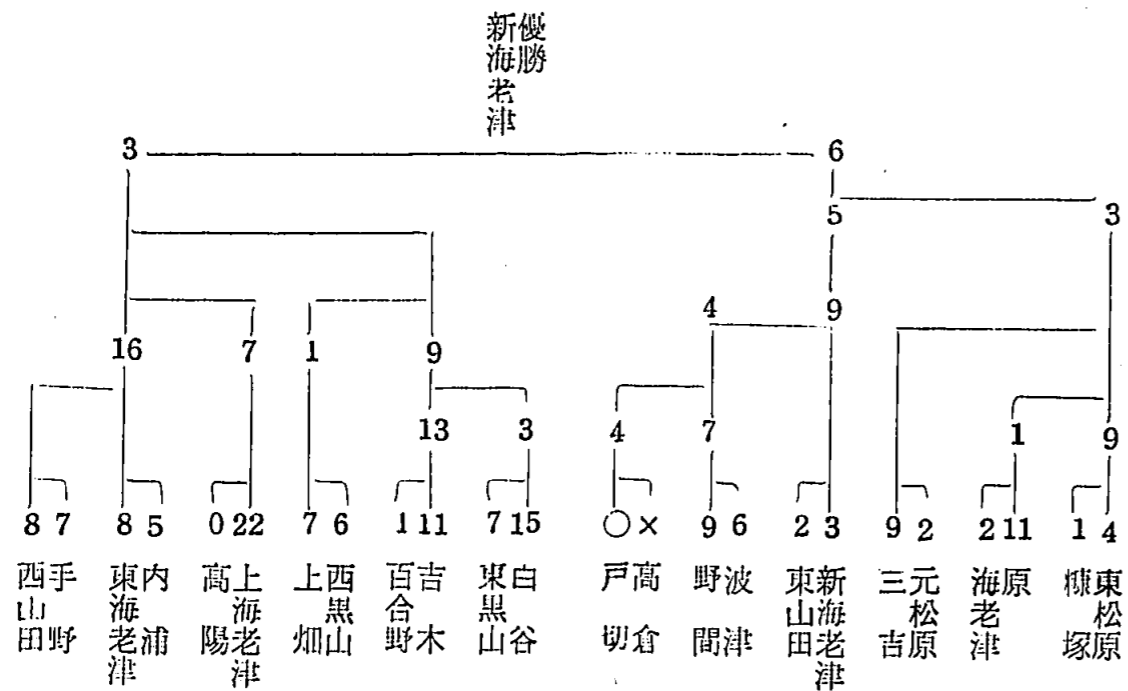 優勝
新海老津
3 6
5 3
4 9
16 7 1 9
13 3 4 7 1 9
8 7 8 5 0 22 7 6 1 11 7 15 ○ × 9 6 2 3 9 2 2 11 1 4
西山田
手野
東海老津
内浦
高陽
上海老津
上畑
西黒山
百合野
吉木
東黒山
白谷
戸切
高倉
野間
波津
東山田
新海老津
三吉
元松原
海老津
原
糠塚
東松原